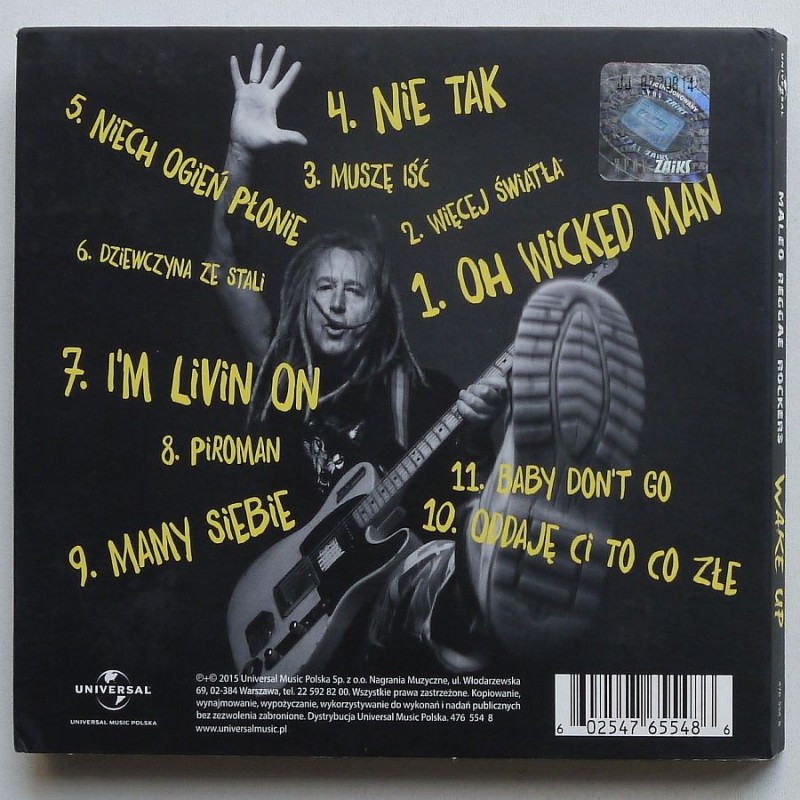 4. NIE TAK
5. NIECH OGIEŃ PŁONIE
3. MUSZĘ IŚĆ
2. WIĘCEJ ŚWIATŁA
1. OH WICKED MAN
6. DZIEWCZYNA ZE STALI
7. I'M LIVIN ON
8. PIROMAN
9. MAMY SIEBIE
11. BABY DON'T GO
10. ODDAJĘ CI TO CO ZŁE
ZAiKS
UNIVERSAL
UNIVERSAL MUSIC POLSKA
℗+© 2015 Universal Music Polska Sp. z o.o. Nagrania Muzyczne, ul. Włodarzewska
69, 02-384 Warszawa, tel. 22 592 82 00. Wszystkie prawa zastrzeżone. Kopiowanie,
wynajmowanie, wypożyczanie, wykorzystywanie do wykonań i nadań publicznych
bez zezwolenia zabronione. Dystrybucja Universal Music Polska. 476 554 8
www.universalmusic.pl
6 02547 65548 6
UNIVERSAL
MALEO REGGAE ROCKERS WAKE UP
476 554 8